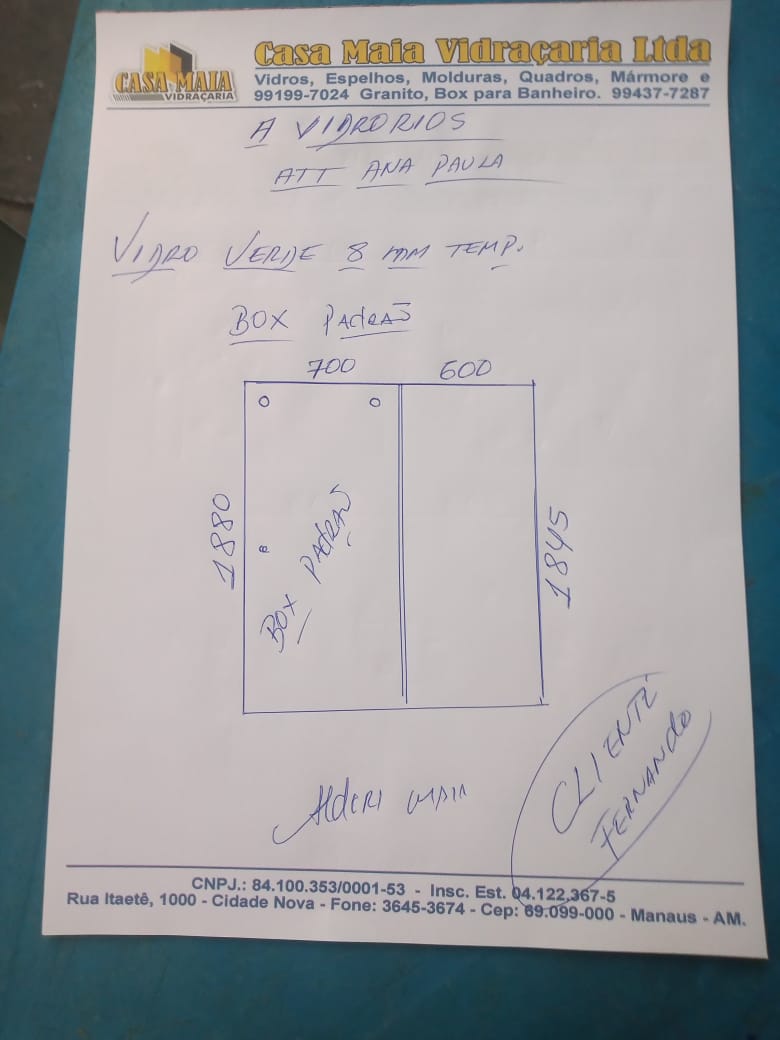 CASA MAIA
VIDRAÇARIA
Casa Maia Vidraçaria Ltda
Vidros, Espelhos, Molduras, Quadros, Mármore e
99199-7024 Granito, Box para Banheiro. 99437-7287
A VIDRORIOS
ATT ANA PAULA
VIDRO VERDE 8 MM TEMP.
BOX PADRÃO
700 600
1880
BOX PADRAÕ
1845
CLIENTE
FERNANDO
Alderi MAIA
CNPJ.: 84.100.353/0001-53 - Insc. Est. 04.122.367-5
Rua Itaetê, 1000 - Cidade Nova - Fone: 3645-3674 - Cep: 69.099-000 - Manaus - AM.